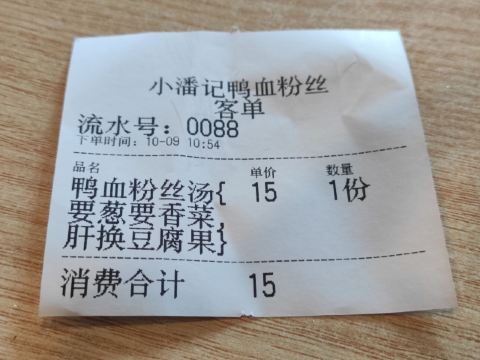 小潘记鸭血粉丝
客单
流水号：0088
下单时间：10-09 10:54
品名 单价 数量
鸭血粉丝汤{ 15 1份
要葱要香菜
肝换豆腐果}
消费合计 15